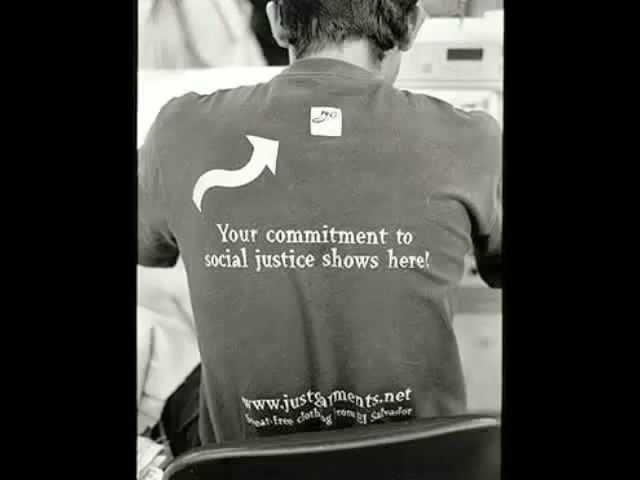 Your commitment to
social justice shows here!
www.justgarments.net
Sweat-Free clothing from El Salvador